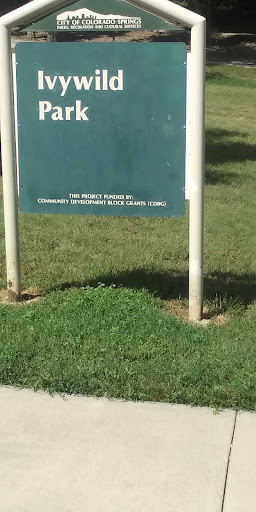 CITY OF COLORADO SPRINGS
PARKS, RECREATION AND CULTURAL SERVICES
Ivywild
Park
THIS PROJECT FUNDED BY:
COMMUNITY DEVELOPMENT BLOCK GRANTS (CDBG)